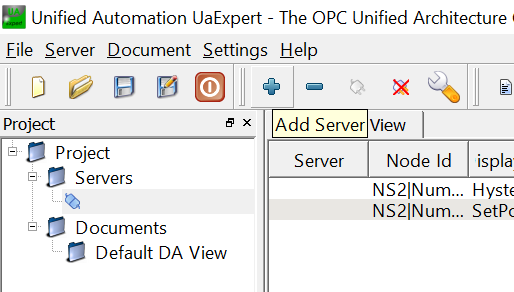 Unified Automation UaExpert - The OPC Unified Architecture
File Server Document Settings Help
Project
Add Server View
Project
Servers
Documents
Default DA View
Server Node Id
NS2|Num... Hyste
NS2|Num... SetPo